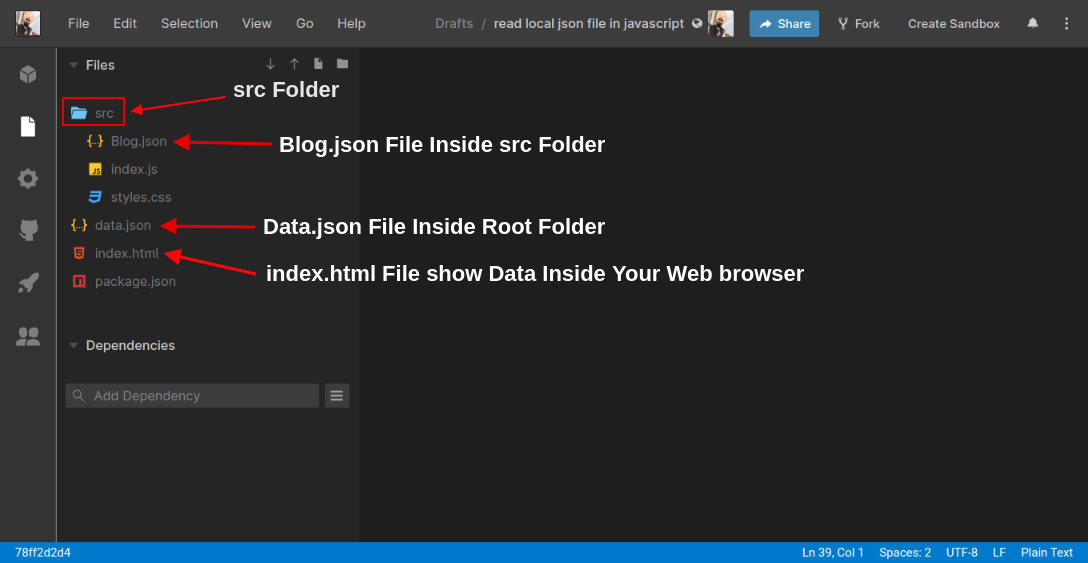 File Edit Selection View Go Help Drafts / read local json file in javascript Share Fork Create Sandbox
Files
src Folder
src
Blog.json
Blog.json File Inside src Folder
JS index.js
styles.css
data.json
Data.json File Inside Root Folder
index.html
index.html File show Data Inside Your Web browser
package.json
Dependencies
Add Dependency
78ff2d2d4 Ln 39, Col 1 Spaces: 2 UTF-8 LF Plain Text